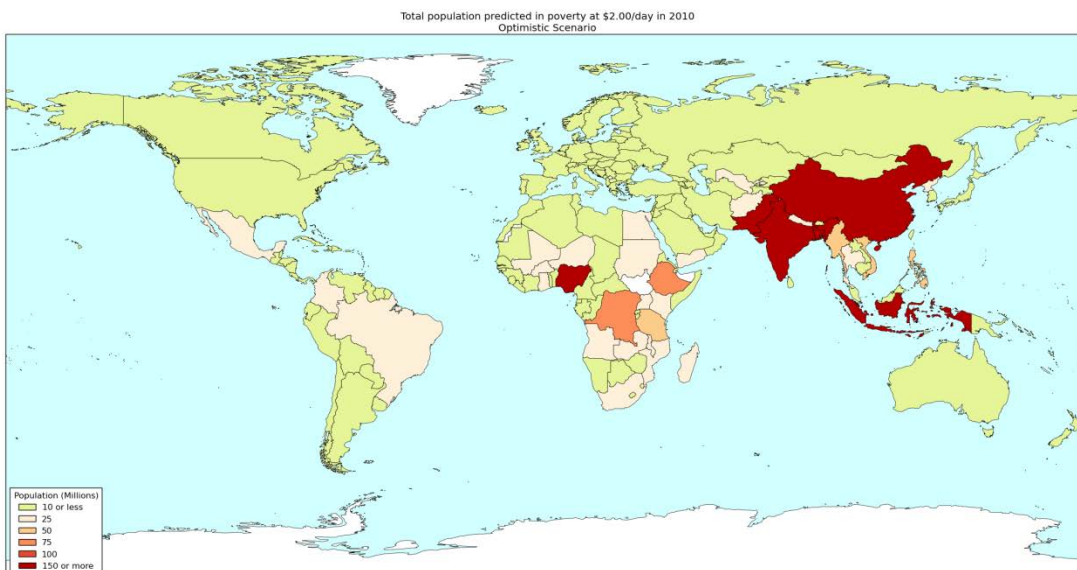 Total population predicted in poverty at $2.00/day in 2010
Optimistic Scenario
Population (Millions)
10 or less
25
50
75
100
150 or more